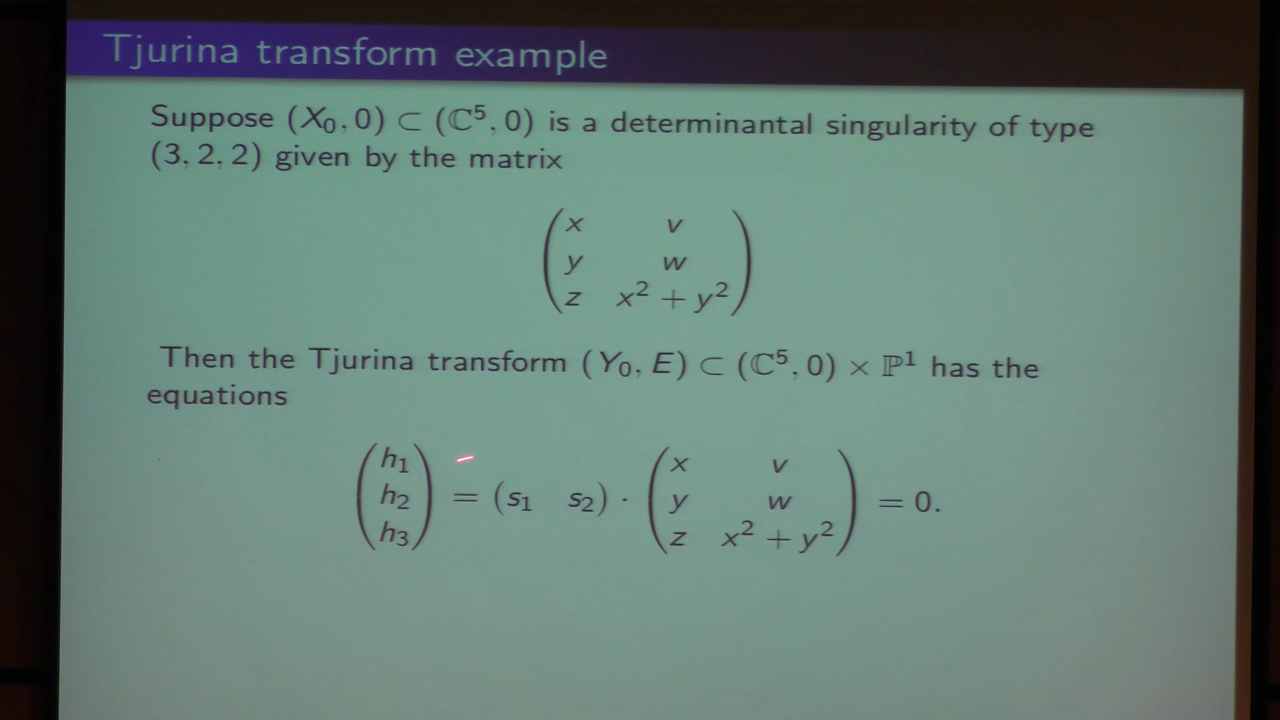 Tjurina transform example
Suppose (X₀, 0) ⊂ (ℂ⁵, 0) is a determinantal singularity of type
(3, 2, 2) given by the matrix
x v
y w
z x² + y²
Then the Tjurina transform (Y₀, E) ⊂ (ℂ⁵, 0) × ℙ¹ has the
equations
(h₁ h₂ h₃) = (s₁ s₂) · (x v y w z x² + y²) = 0.